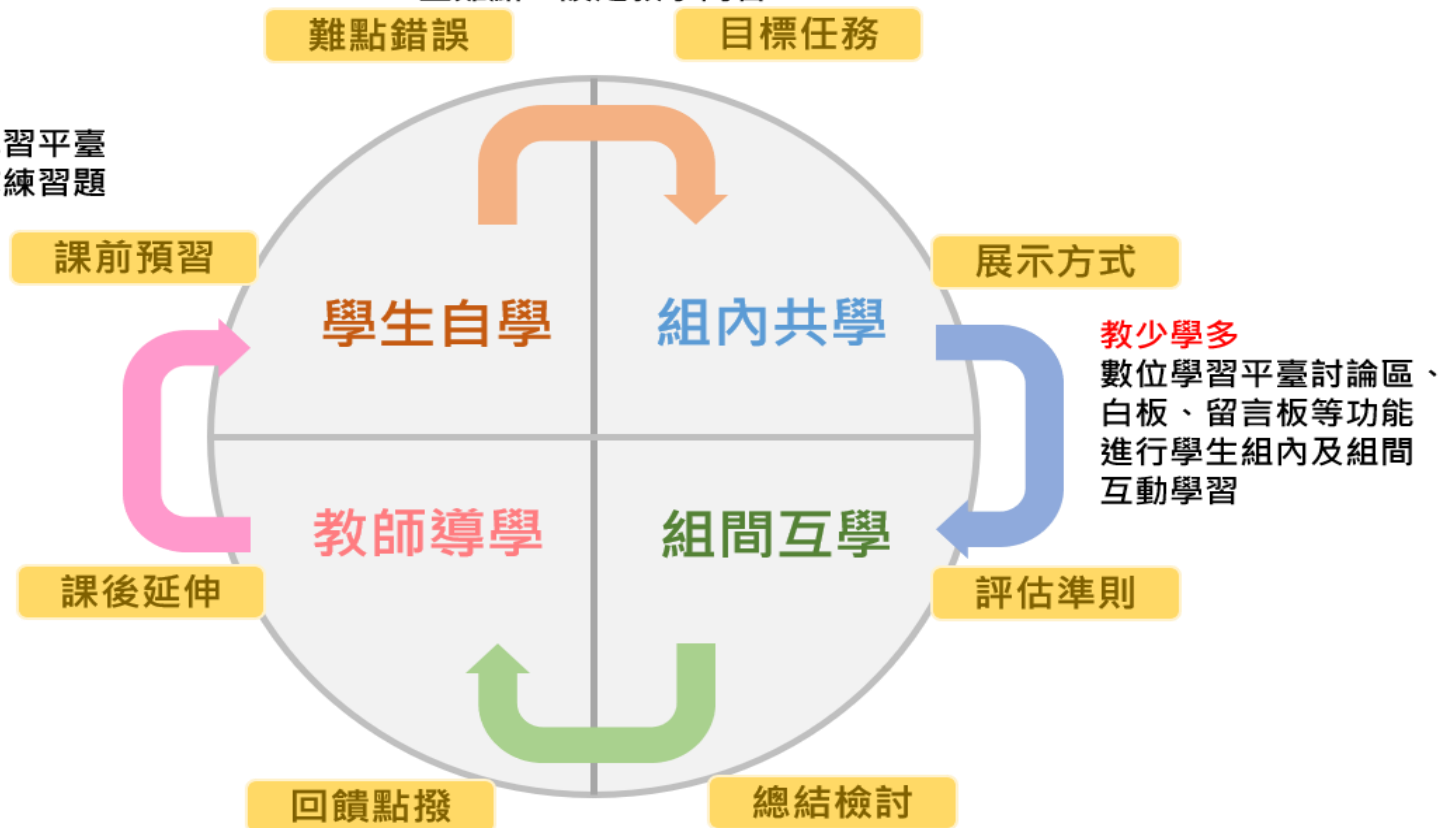 難點錯誤
目標任務
習平臺
練習題
課前預習
展示方式
學生自學
組內共學
教少學多
數位學習平臺討論區、
白板、留言板等功能
進行學生組內及組間
互動學習
教師導學
組間互學
課後延伸
評估準則
回饋點撥
總結檢討